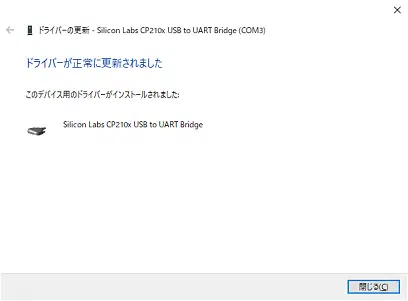 ドライバーの更新 - Silicon Labs CP210x USB to UART Bridge (COM3)
ドライバーが正常に更新されました
このデバイス用のドライバーがインストールされました:
Silicon Labs CP210x USB to UART Bridge
閉じる(C)